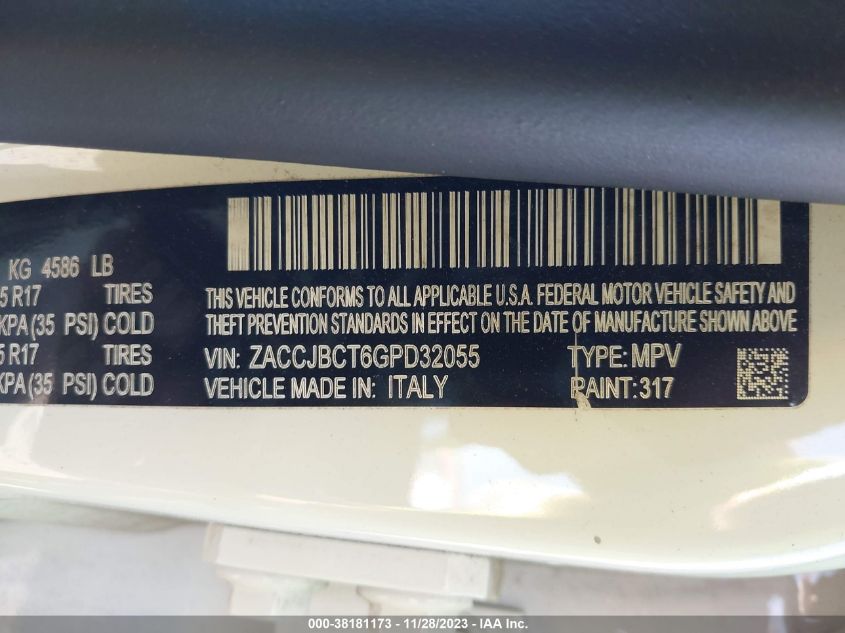 KG 4586 LB
5 R17 TIRES
KPA (35 PSI) COLD
5 R17 TIRES
KPA (35 PSI) COLD
THIS VEHICLE CONFORMS TO ALL APPLICABLE U.S.A. FEDERAL MOTOR VEHICLE SAFETY AND
THEFT PREVENTION STANDARDS IN EFFECT ON THE DATE OF MANUFACTURE SHOWN ABOVE
VIN: ZACCJBCT6GPD32055 TYPE: MPV
VEHICLE MADE IN: ITALY PAINT: 317
000-38181173 - 11/28/2023 - IAA Inc.